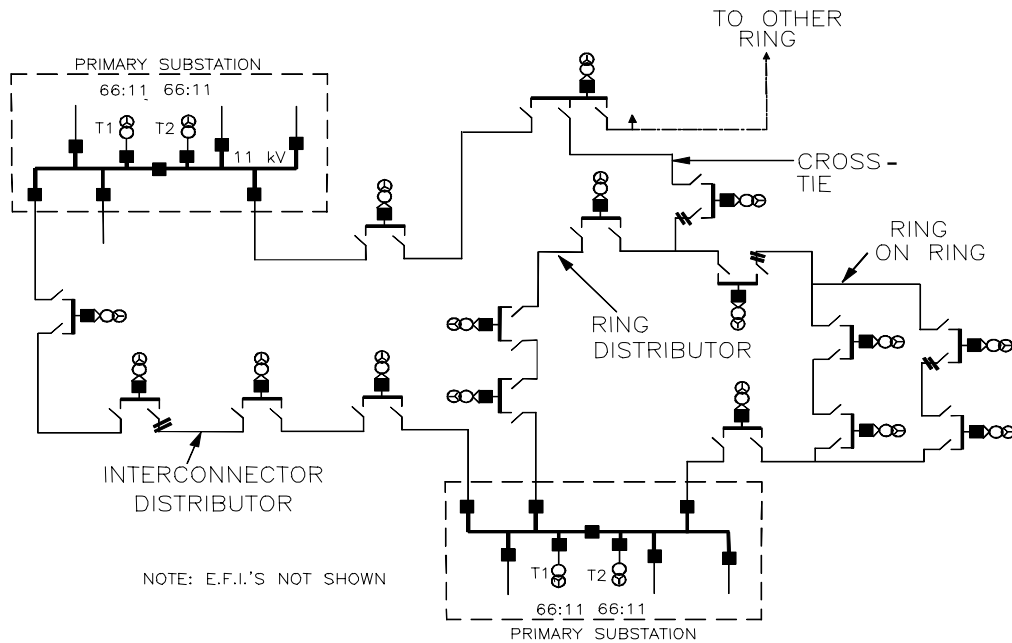 TO OTHER
RING
PRIMARY SUBSTATION
66:11 66:11
T1 T2
11 kV
CROSS-
TIE
RING
ON RING
RING
DISTRIBUTOR
INTERCONNECTOR
DISTRIBUTOR
NOTE: E.F.I.'S NOT SHOWN
T1 T2
66:11 66:11
PRIMARY SUBSTATION